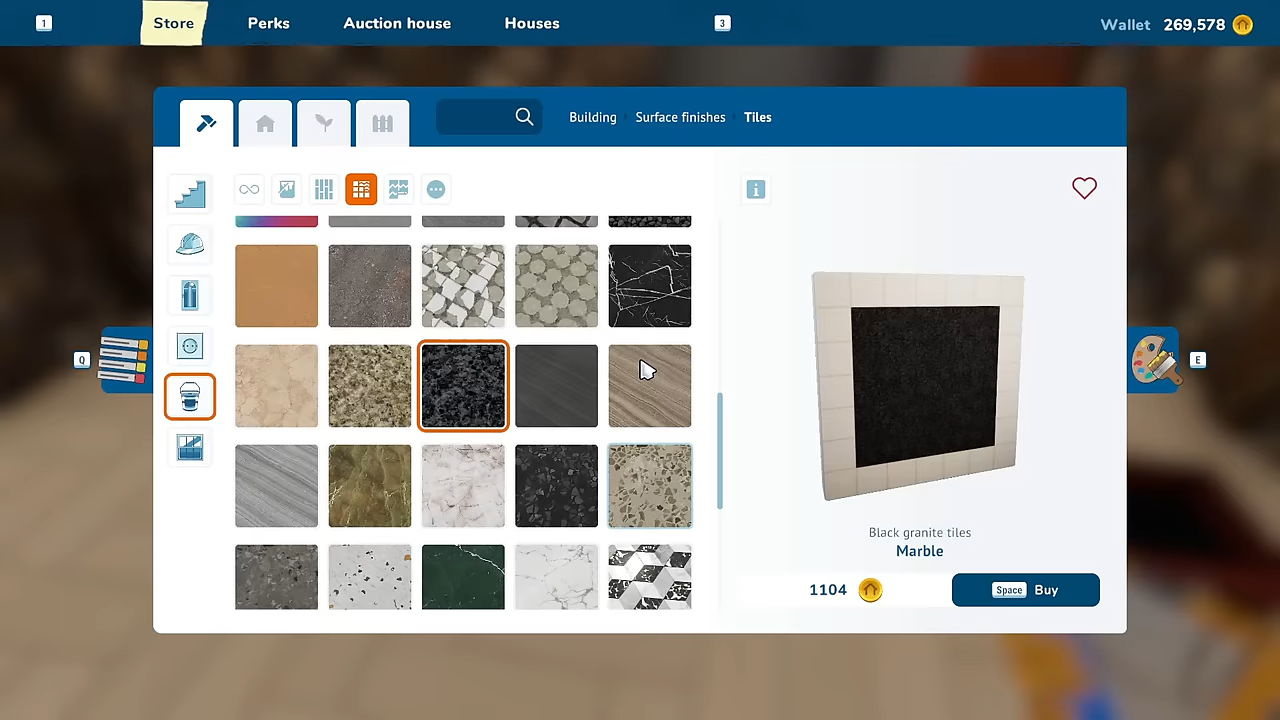 1
Store
Perks
Auction house
Houses
3
Wallet 269,578
Building
Surface finishes
Tiles
i
Q
E
Black granite tiles
Marble
1104
Space Buy